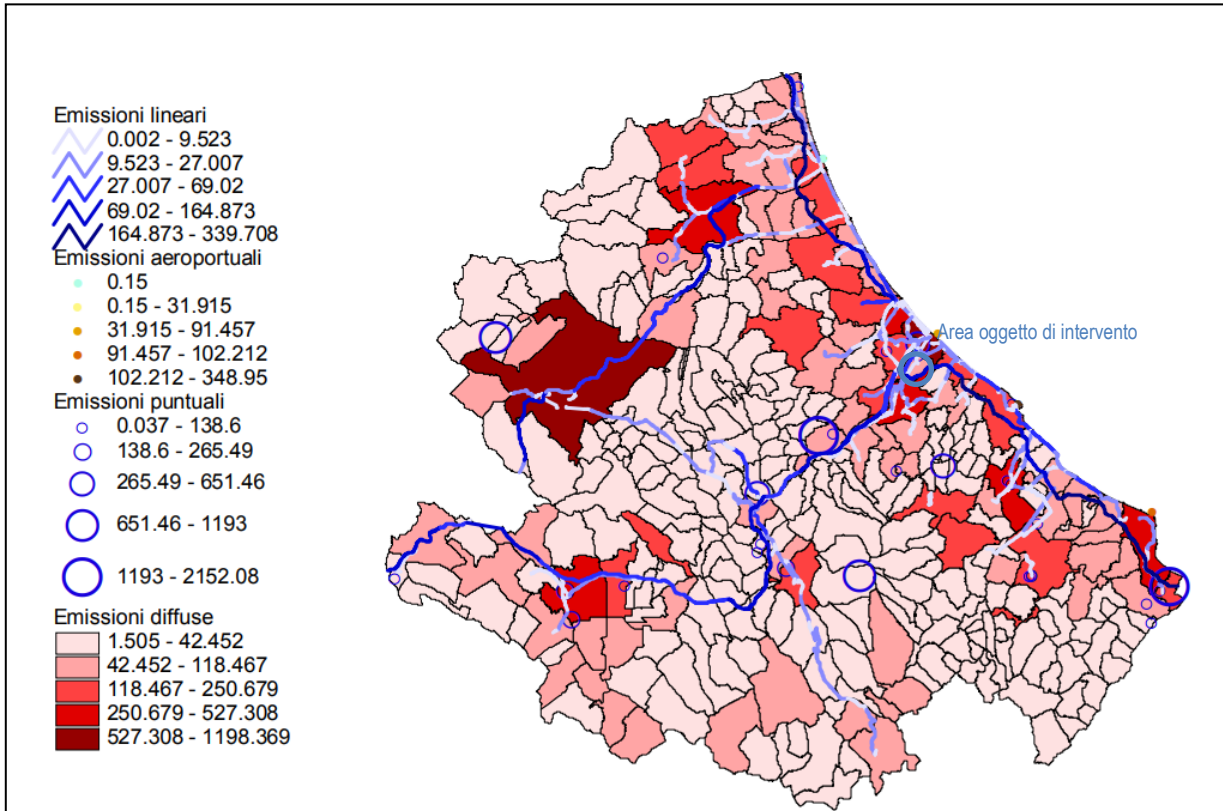 Emissioni lineari
0.002 - 9.523
9.523 - 27.007
27.007 - 69.02
69.02 - 164.873
164.873 - 339.708
Emissioni aeroportuali
0.15
0.15 - 31.915
31.915 - 91.457
91.457 - 102.212
102.212 - 348.95
Emissioni puntuali
0.037 - 138.6
138.6 - 265.49
265.49 - 651.46
651.46 - 1193
1193 - 2152.08
Emissioni diffuse
1.505 - 42.452
42.452 - 118.467
118.467 - 250.679
250.679 - 527.308
527.308 - 1198.369
Area oggetto di intervento